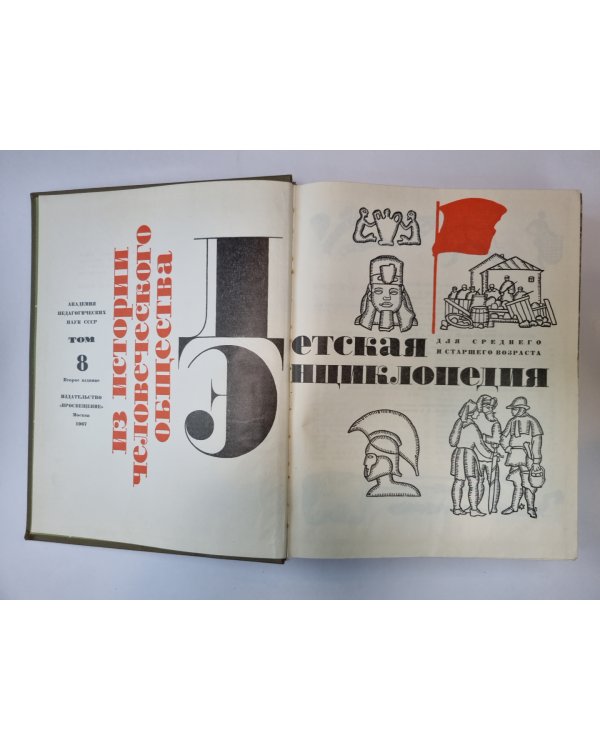 АКАДЕМИЯ
ПЕДАГОГИЧЕСКИХ
НАУК СССР
ТОМ
8
Второе издание
ИЗДАТЕЛЬСТВО
«ПРОСВЕЩЕНИЕ»
Москва
1967
ИЗ ИСТОРИИ
ЧЕЛОВЕЧЕСКОГО
ОБЩЕСТВА
Детская
Энциклопедия
ДЛЯ СРЕДНЕГО
И СТАРШЕГО ВОЗРАСТА